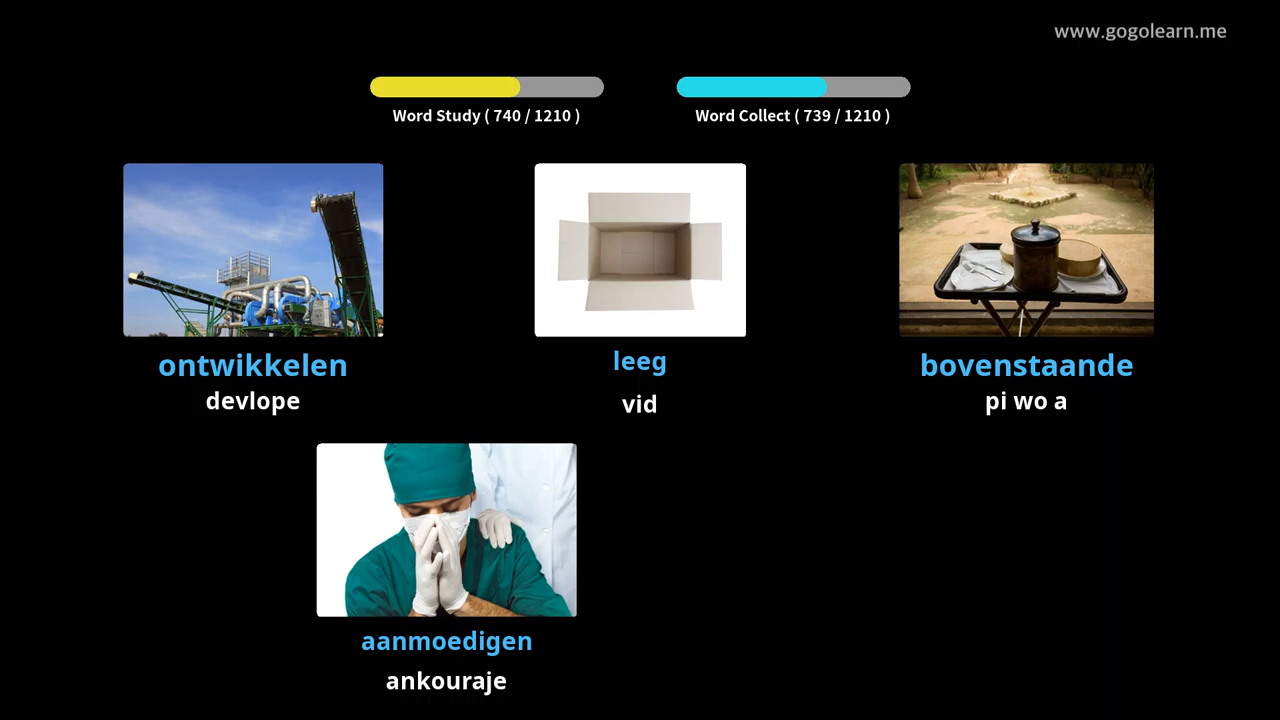 www.gogolearn.me
Word Study ( 740 / 1210 )
Word Collect ( 739 / 1210 )
ontwikkelen
devlope
leeg
vid
bovenstaande
pi wo a
aanmoedigen
ankouraje